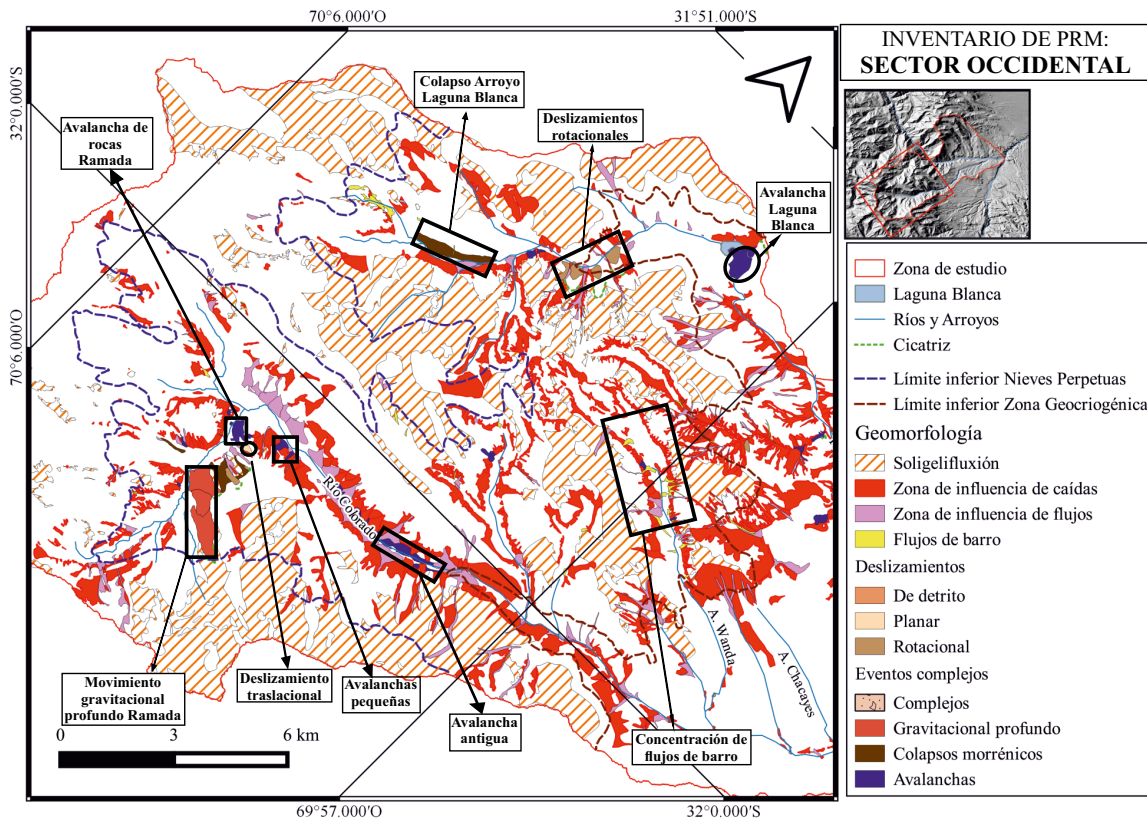 70°6.000'O
31°51.000'S
32°0.000'S
70°6.000'O
69°57.000'O
32°0.000'S
INVENTARIO DE PRM:
SECTOR OCCIDENTAL
Colapso Arroyo
Laguna Blanca
Avalancha de
rocas
Ramada
Deslizamientos
rotacionales
Avalancha
Laguna
Blanca
Río Colorado
A. Wanda
A. Chacayes
Movimiento
gravitacional
profundo Ramada
Deslizamiento
traslacional
Avalanchas
pequeñas
Avalancha
antigua
Concentración de
flujos de barro
0
3
6 km
Zona de estudio
Laguna Blanca
Ríos y Arroyos
Cicatriz
Límite inferior Nieves Perpetuas
Límite inferior Zona Geocriogénica
Geomorfología
Soligelifluxión
Zona de influencia de caídas
Zona de influencia de flujos
Flujos de barro
Deslizamientos
De detrito
Planar
Rotacional
Eventos complejos
Complejos
Gravitacional profundo
Colapsos morrénicos
Avalanchas